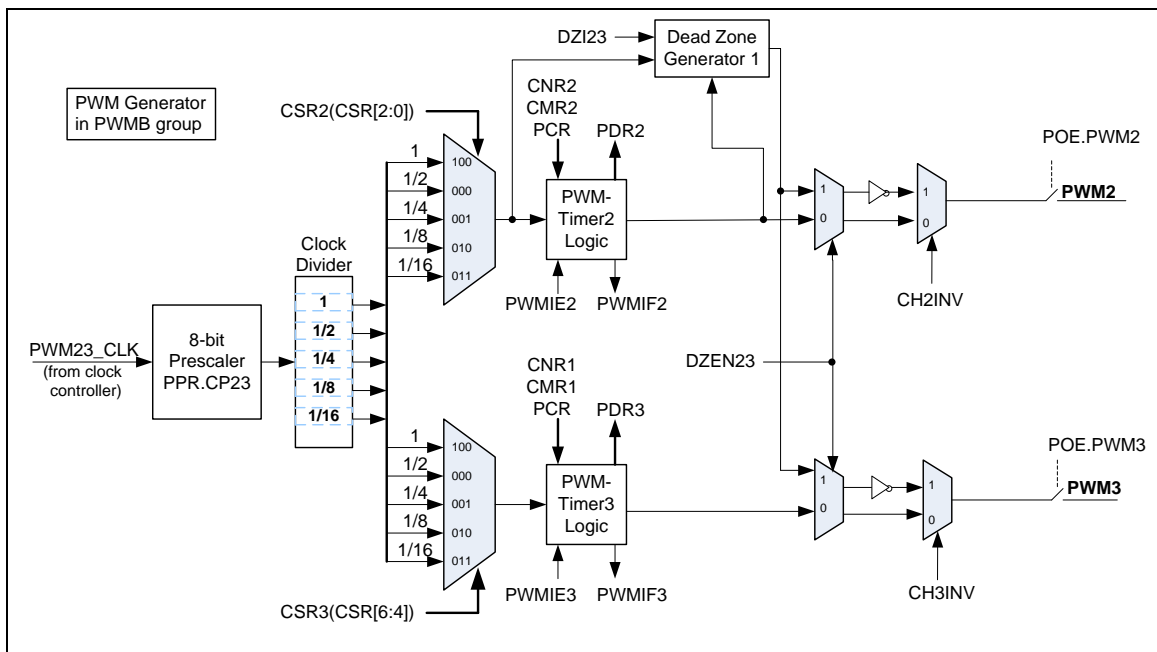 DZI23
Dead Zone
Generator 1
PWM Generator
in PWMB group
CSR2(CSR[2:0])
CNR2
CMR2
PCR
PDR2
POE.PWM2
1
1/2
1/4
1/8
1/16
100
000
001
010
011
PWM-
Timer2
Logic
1
0
1
0
PWM2
PWMIE2
PWMIF2
CH2INV
Clock
Divider
1
1/2
1/4
1/8
1/16
PWM23_CLK
(from clock
controller)
8-bit
Prescaler
PPR.CP23
DZEN23
CNR1
CMR1
PCR
PDR3
POE.PWM3
1
1/2
1/4
1/8
1/16
100
000
001
010
011
PWM-
Timer3
Logic
1
0
1
0
PWM3
PWMIE3
PWMIF3
CH3INV
CSR3(CSR[6:4])